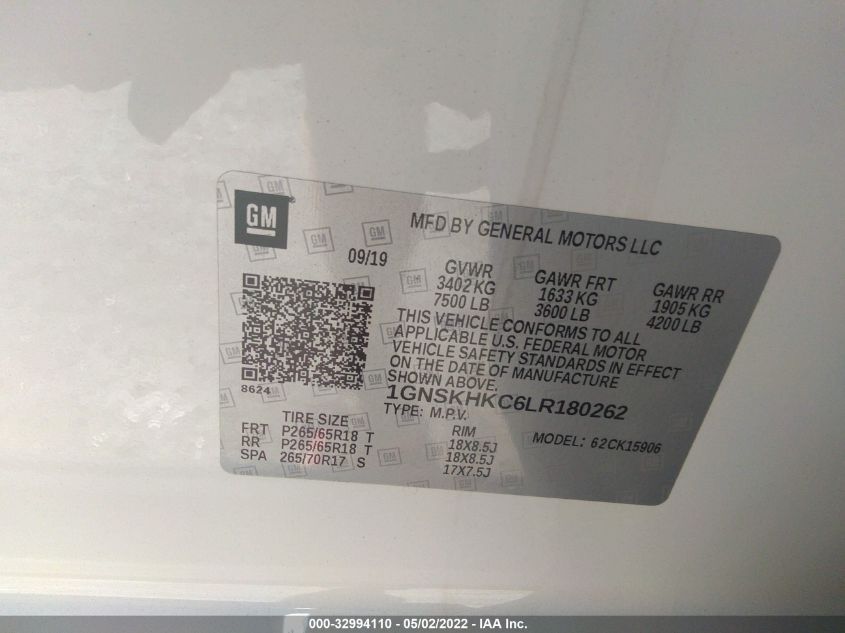 GM
MFD BY GENERAL MOTORS LLC
09/19
GVWR GAWR FRT GAWR RR
3402 KG 1633 KG 1905 KG
7500 LB 3600 LB 4200 LB
THIS VEHICLE CONFORMS TO ALL
APPLICABLE U.S. FEDERAL MOTOR
VEHICLE SAFETY STANDARDS IN EFFECT
ON THE DATE OF MANUFACTURE
SHOWN ABOVE.
8624
1GNSKHKC6LR180262
TYPE: M.P.V.
MODEL: 62CK15906
TIRE SIZE RIM
FRT P265/65R18 T 18X8.5J
RR P265/65R18 T 18X8.5J
SPA 265/70R17 S 17X7.5J
000-32994110 - 05/02/2022 - IAA Inc.